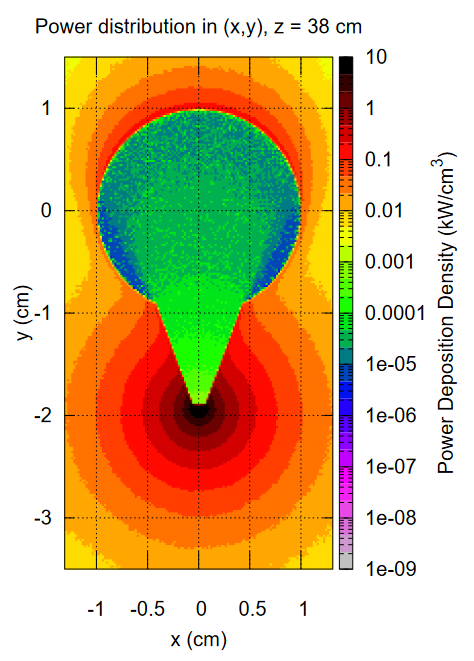 Power distribution in (x,y), z = 38 cm
1
0
-1
-2
-3
y (cm)
-1 -0.5 0 0.5 1
x (cm)
10
1
0.1
0.01
0.001
0.0001
1e-05
1e-06
1e-07
1e-08
1e-09
Power Deposition Density (kW/cm³)